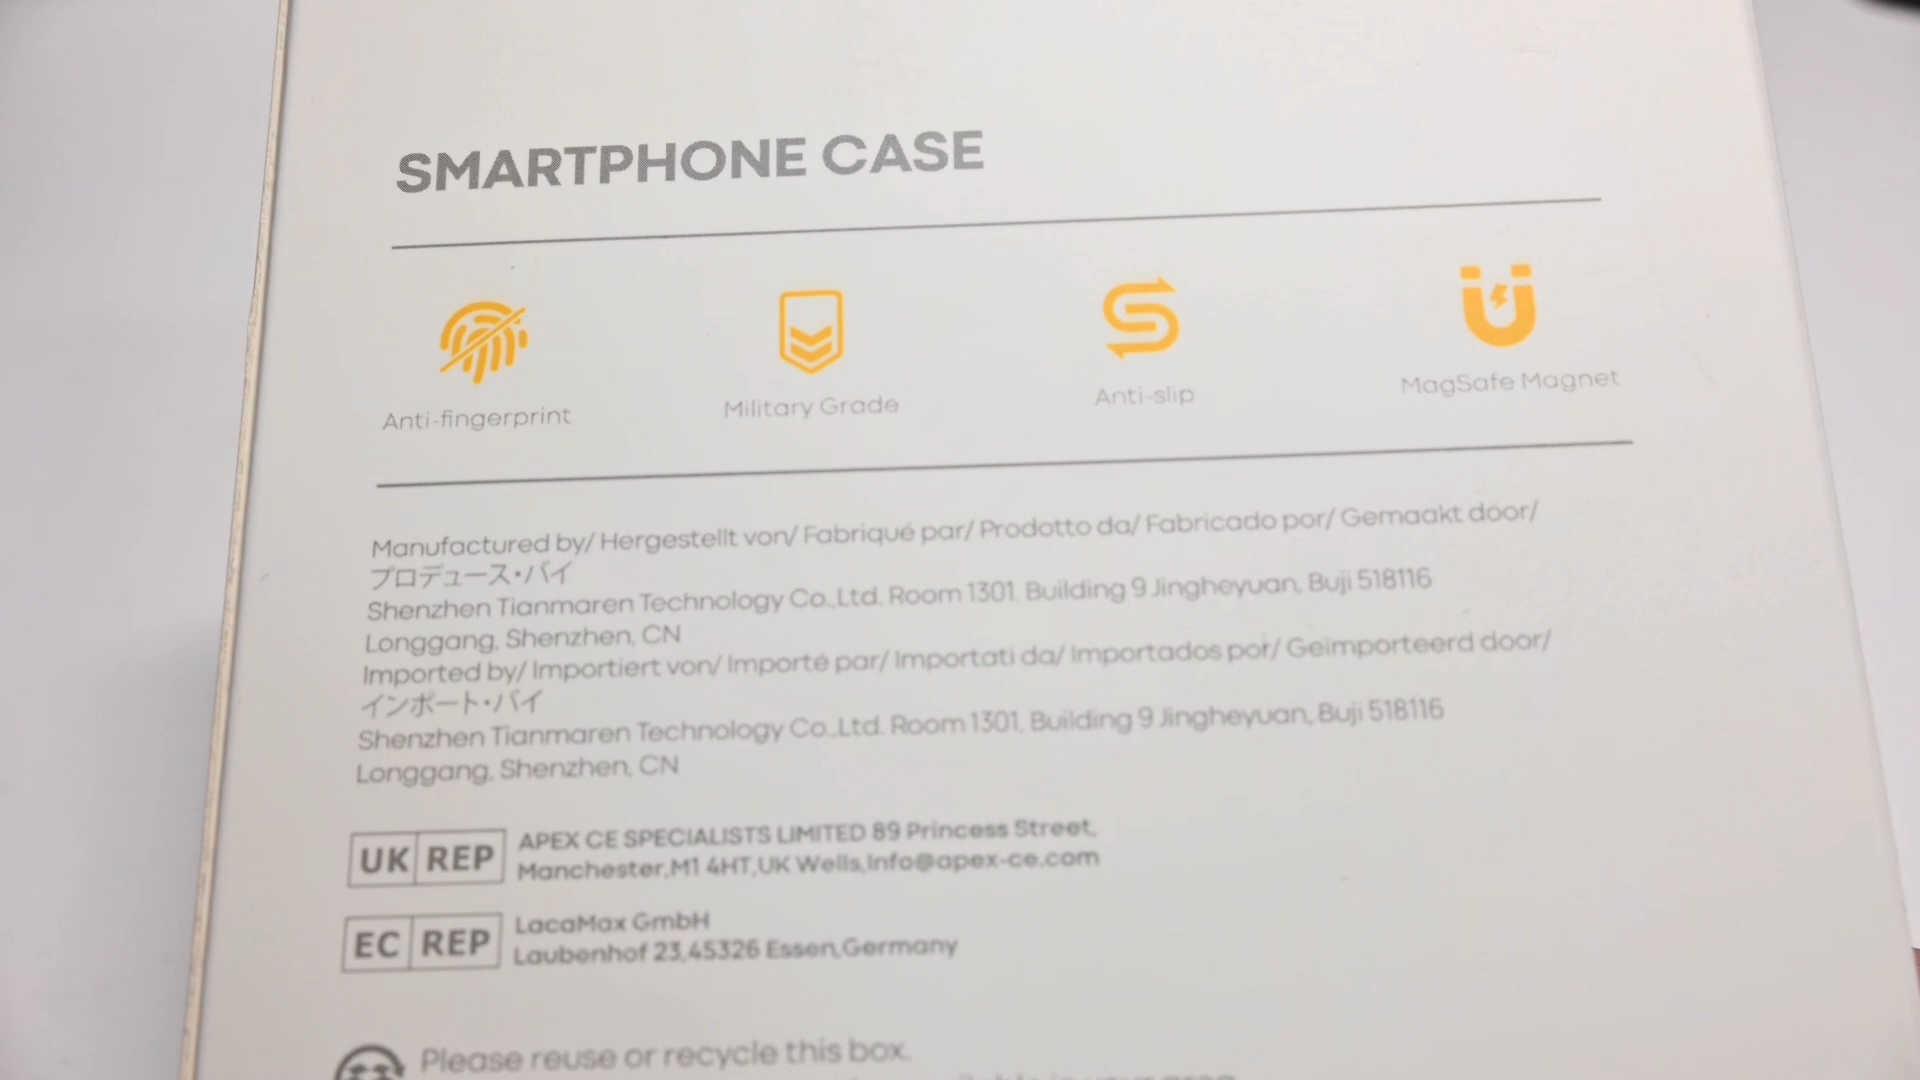 SMARTPHONE CASE
Anti-fingerprint
Military Grade
Anti-slip
MagSafe Magnet
Manufactured by/ Hergestellt von/ Fabriqué par/ Prodotto da/ Fabricado por/ Gemaakt door/
プロデュース・バイ
Shenzhen Tianmaren Technology Co.,Ltd. Room 1301. Building 9 Jingheyuan, Buji 518116
Longgang, Shenzhen, CN
Imported by/ Importiert von/ Importé par/ Importati da/ Importados por/ Geïmporteerd door/
インポート・バイ
Shenzhen Tianmaren Technology Co.,Ltd. Room 1301, Building 9 Jingheyuan, Buji 518116
Longgang, Shenzhen, CN
UK REP
APEX CE SPECIALISTS LIMITED 89 Princess Street,
Manchester,M1 4HT,UK Wells,Info@apex-ce.com
EC REP
LacaMax GmbH
Laubenhof 23,45326 Essen,Germany
Please reuse or recycle this box.